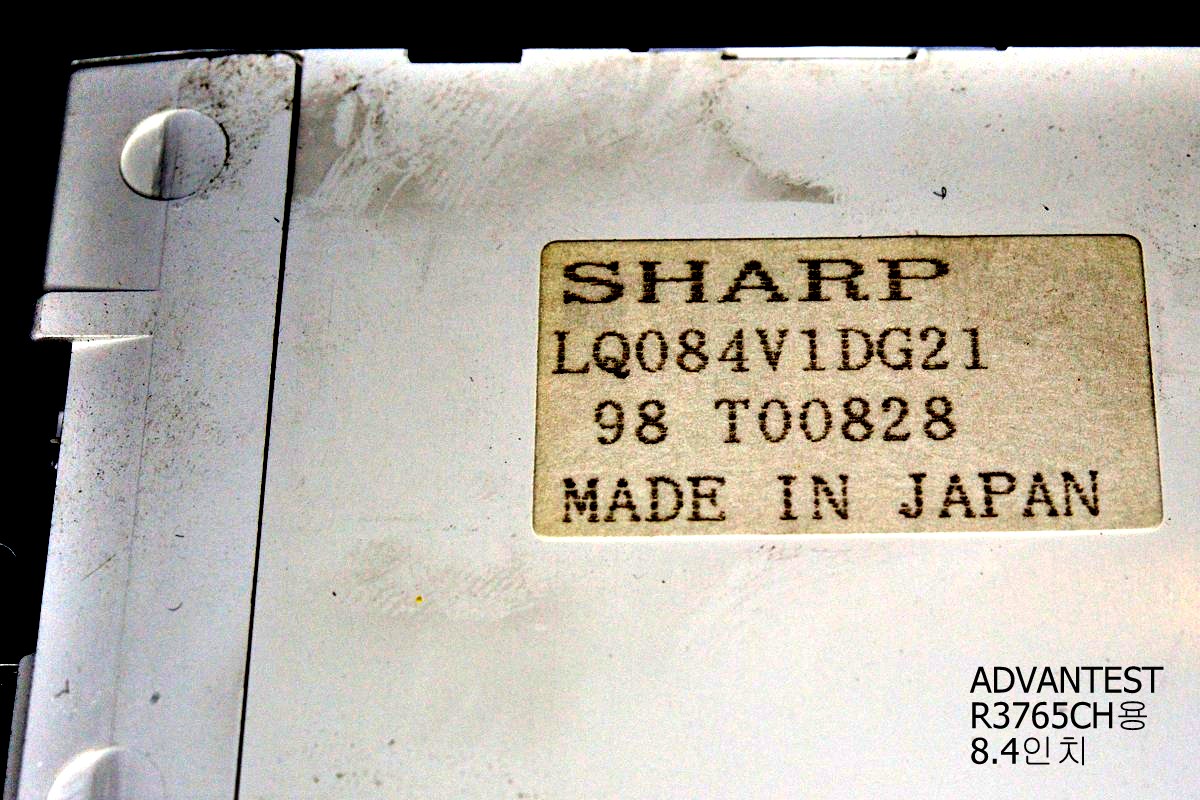 SHARP
LQ084V1DG21
98 T00828
MADE IN JAPAN
ADVANTEST
R3765CH용
8.4인치